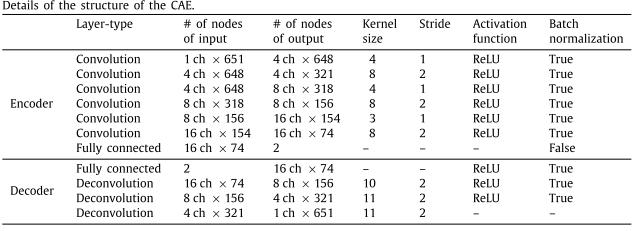 Details of the structure of the CAE.
Layer-type # of nodes of input # of nodes of output Kernel size Stride Activation function Batch normalization
Encoder
Convolution 1 ch × 651 4 ch × 648 4 1 ReLU True
Convolution 4 ch × 648 4 ch × 321 8 2 ReLU True
Convolution 4 ch × 648 8 ch × 318 4 1 ReLU True
Convolution 8 ch × 318 8 ch × 156 8 2 ReLU True
Convolution 8 ch × 156 16 ch × 154 3 1 ReLU True
Convolution 16 ch × 154 16 ch × 74 8 2 ReLU True
Fully connected 16 ch × 74 2 – – – False
Decoder
Fully connected 2 16 ch × 74 – – ReLU True
Deconvolution 16 ch × 74 8 ch × 156 10 2 ReLU True
Deconvolution 8 ch × 156 4 ch × 321 11 2 ReLU True
Deconvolution 4 ch × 321 1 ch × 651 11 2 – –